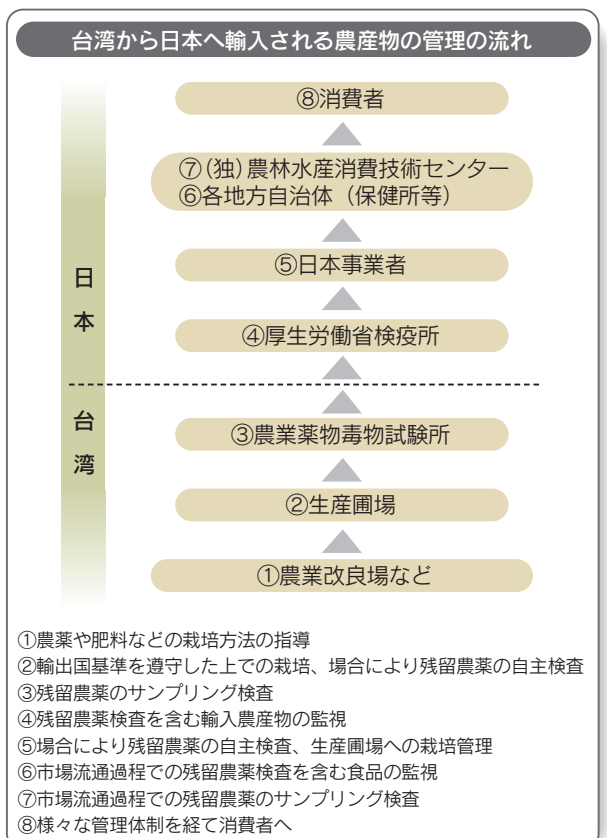 台湾から日本へ輸入される農産物の管理の流れ
⑧消費者
⑦(独)農林水産消費技術センター
⑥各地方自治体（保健所等）
⑤日本事業者
④厚生労働省検疫所
日本
③農業薬物毒物試験所
②生産圃場
①農業改良場など
台湾
①農薬や肥料などの栽培方法の指導
②輸出国基準を遵守した上での栽培、場合により残留農薬の自主検査
③残留農薬のサンプリング検査
④残留農薬検査を含む輸入農産物の監視
⑤場合により残留農薬の自主検査、生産圃場への栽培管理
⑥市場流通過程での残留農薬検査を含む食品の監視
⑦市場流通過程での残留農薬のサンプリング検査
⑧様々な管理体制を経て消費者へ